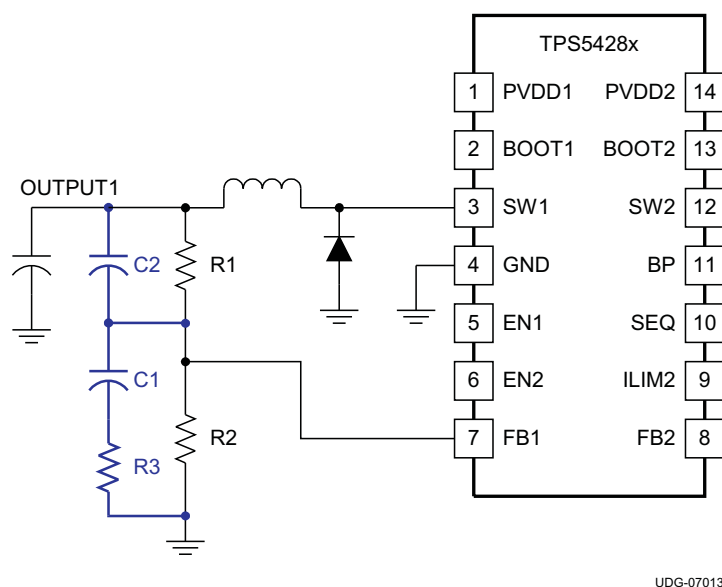 TPS5428x
1 PVDD1 PVDD2 14
2 BOOT1 BOOT2 13
OUTPUT1
3 SW1 SW2 12
C2 R1 4 GND BP 11
5 EN1 SEQ 10
C1 6 EN2 ILIM2 9
R2 7 FB1 FB2 8
R3
UDG-07013